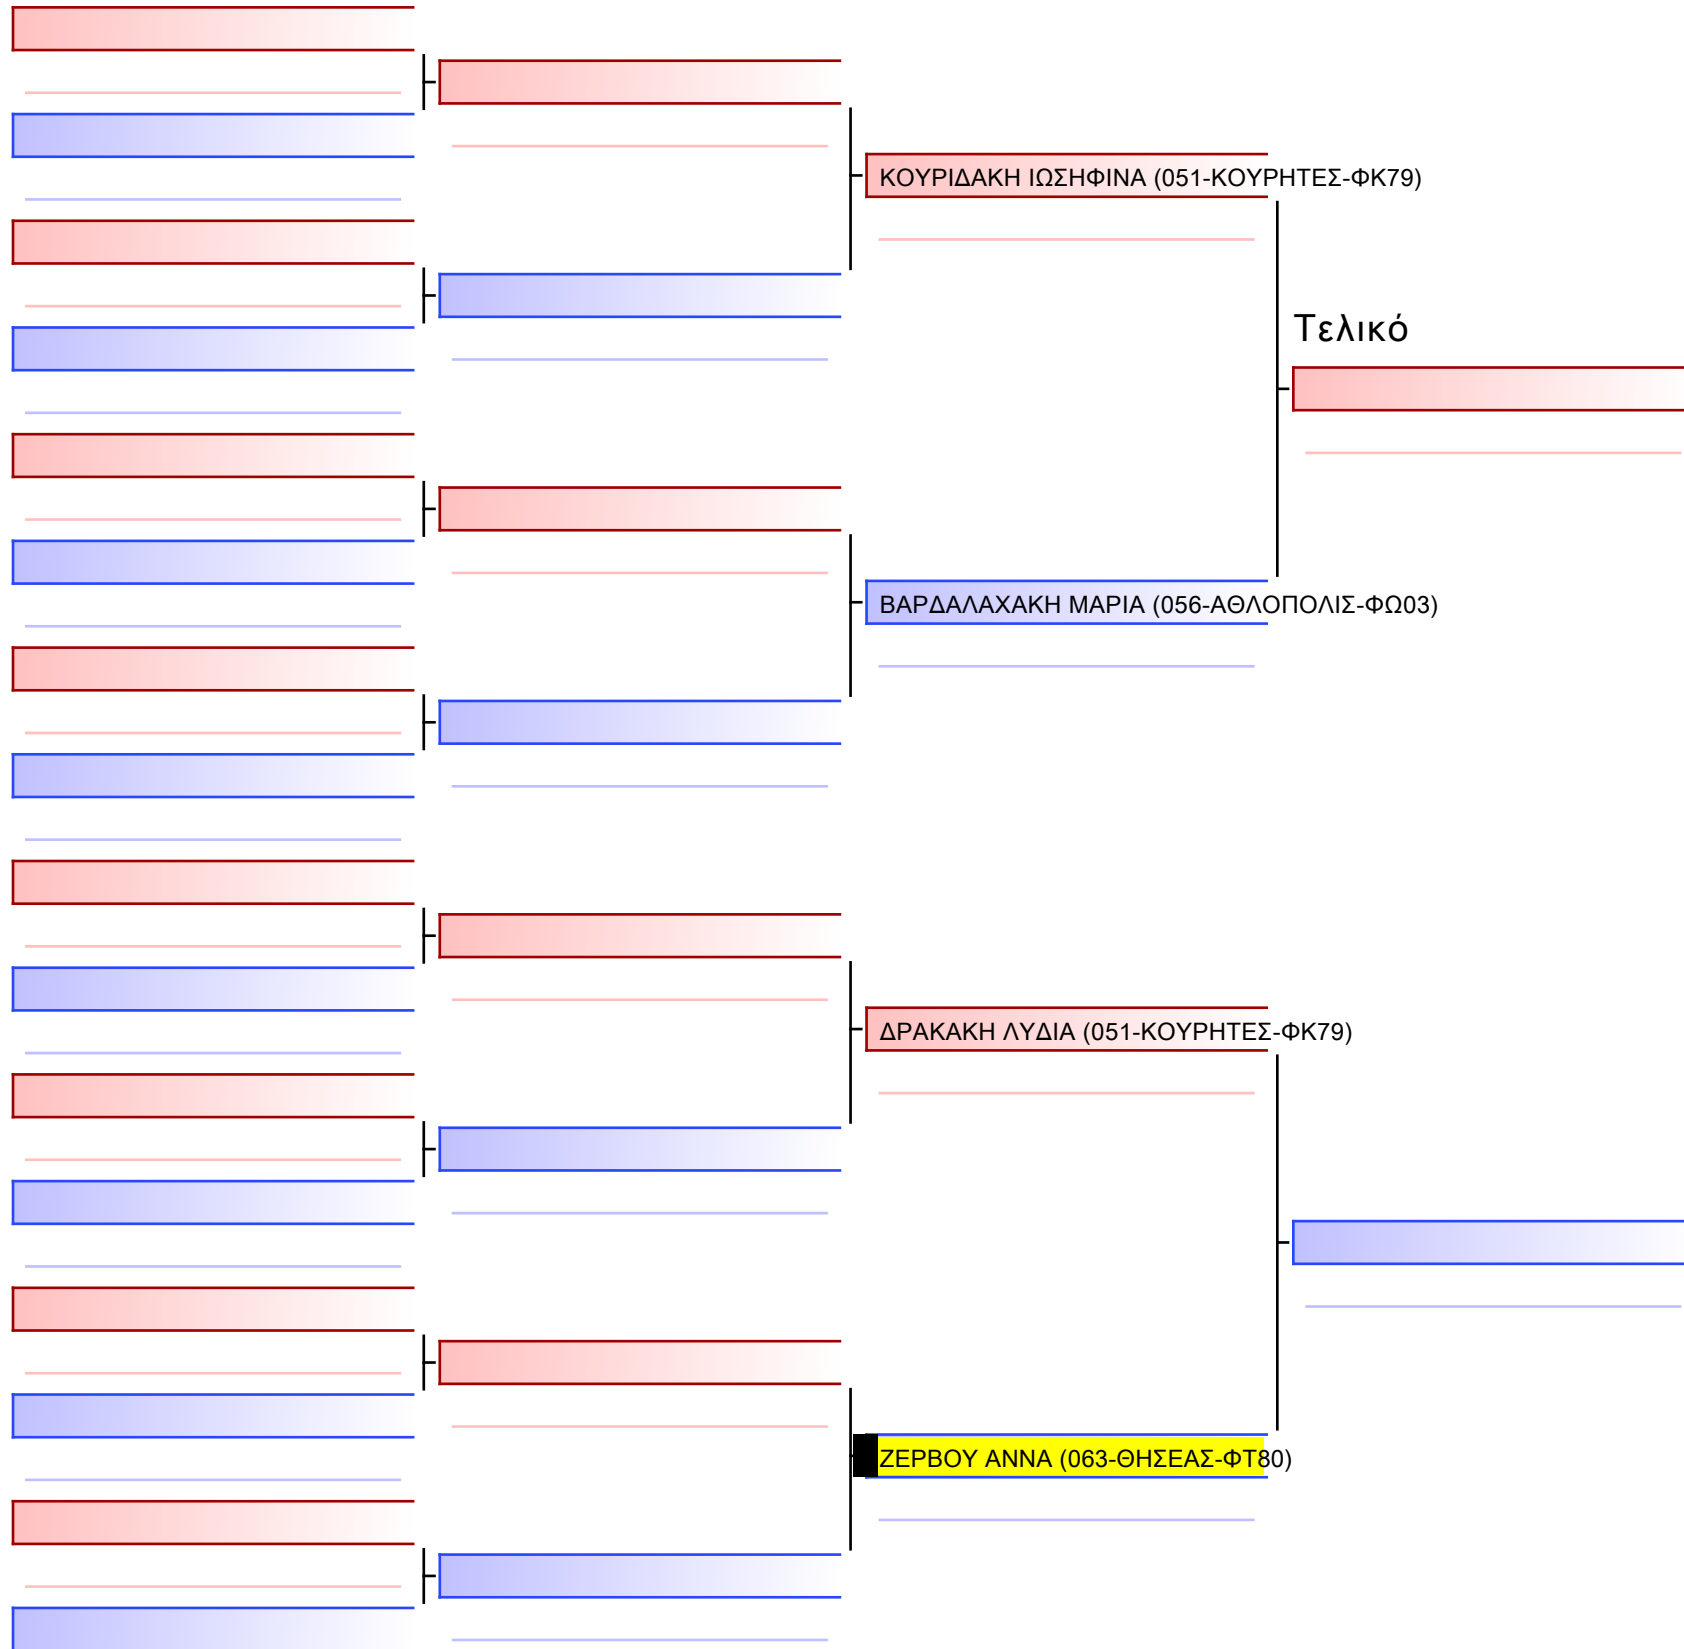 ΚΟΥΡΙΔΑΚΗ ΙΩΣΗΦΙΝΑ (051-ΚΟΥΡΗΤΕΣ-ΦΚ79)
Τελικό
ΒΑΡΔΑΛΑΧΑΚΗ ΜΑΡΙΑ (056-ΑΘΛΟΠΟΛΙΣ-ΦΩ03)
ΔΡΑΚΑΚΗ ΛΥΔΙΑ (051-ΚΟΥΡΗΤΕΣ-ΦΚ79)
ΖΕΡΒΟΥ ΑΝΝΑ (063-ΘΗΣΕΑΣ-ΦΤ80)